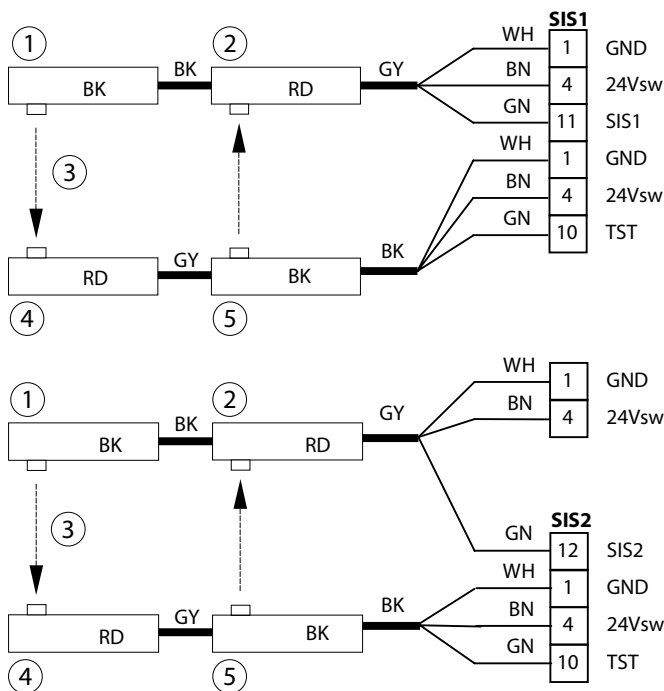 SIS1
1 2 WH 1 GND
BK GY BN 4 24Vsw
BK RD GN 11 SIS1
WH 1 GND
3 BN 4 24Vsw
GN 10 TST
RD GY BK BK
4 5
1 2 WH 1 GND
BK GY BN 4 24Vsw
BK RD
SIS2
3 GN 12 SIS2
WH 1 GND
RD GY BK BK BN 4 24Vsw
GN 10 TST
4 5